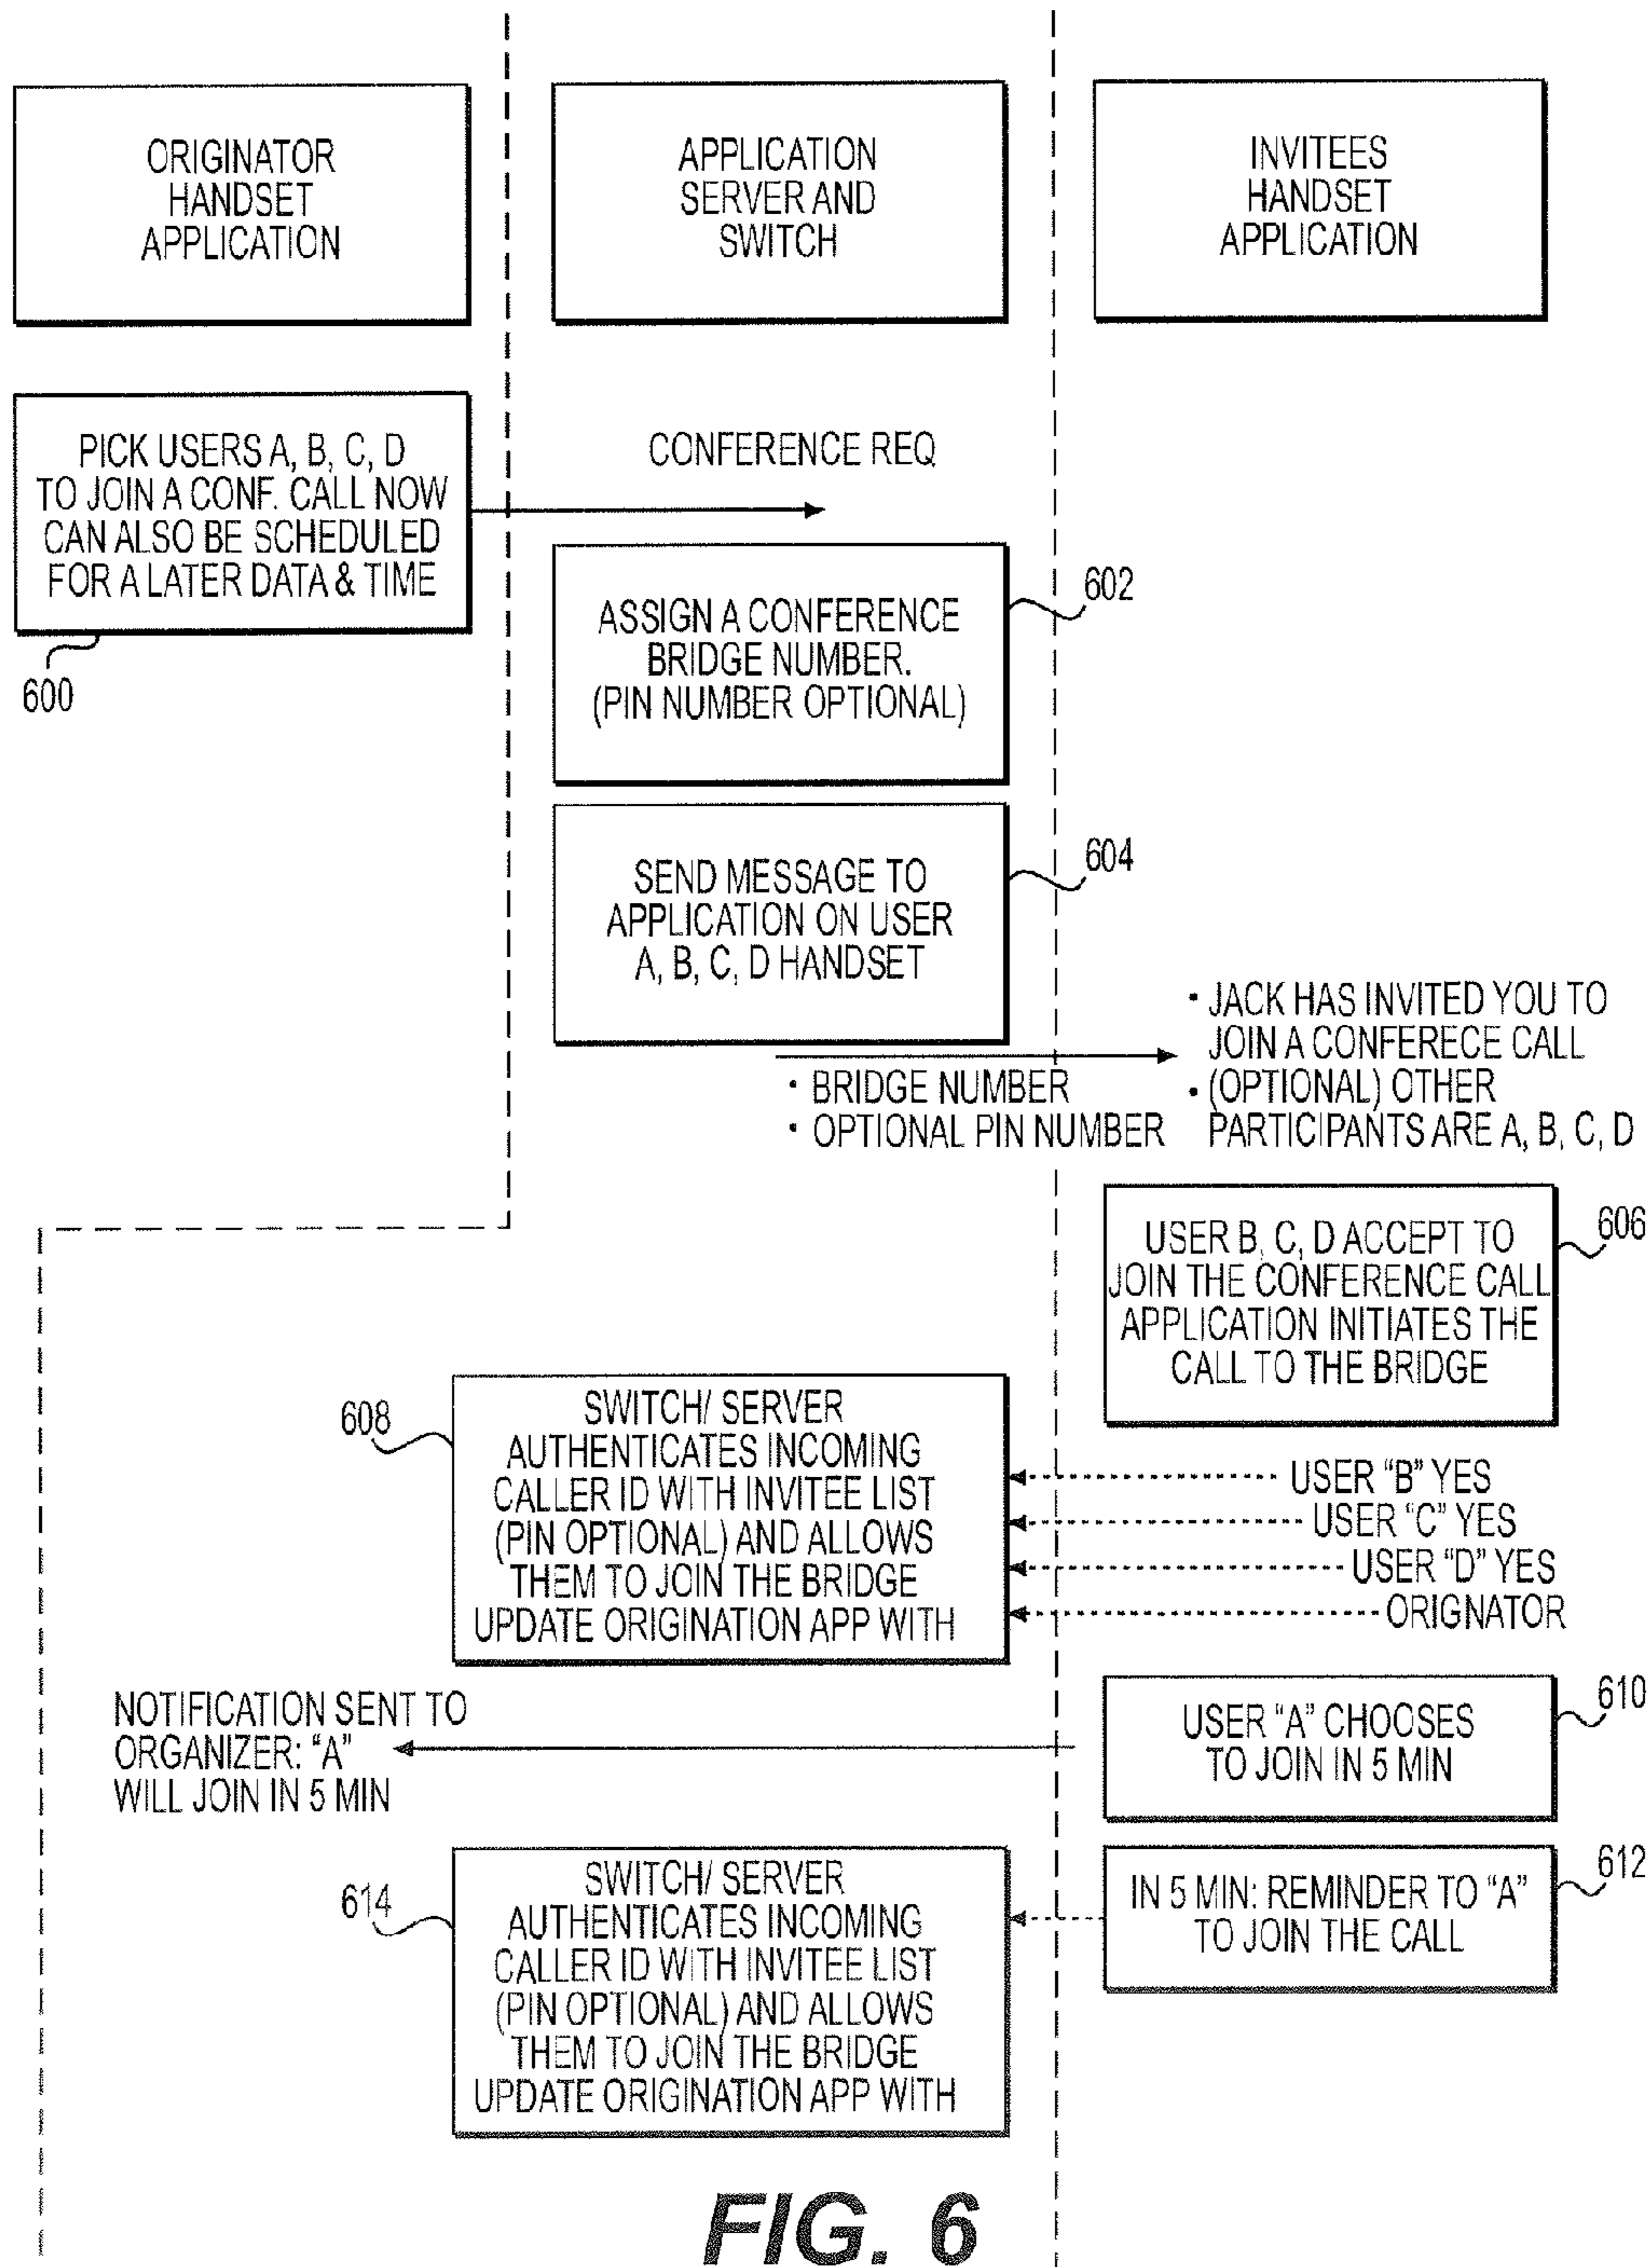 ORIGINATOR
HANDSET
APPLICATION
APPLICATION
SERVER AND
SWITCH
INVITEES
HANDSET
APPLICATION
PICK USERS A, B, C, D
TO JOIN A CONF. CALL NOW
CAN ALSO BE SCHEDULED
FOR A LATER DATA & TIME
600
CONFERENCE REQ
ASSIGN A CONFERENCE
BRIDGE NUMBER.
(PIN NUMBER OPTIONAL)
602
SEND MESSAGE TO
APPLICATION ON USER
A, B, C, D HANDSET
604
• BRIDGE NUMBER
• OPTIONAL PIN NUMBER
• JACK HAS INVITED YOU TO
JOIN A CONFERECE CALL
• (OPTIONAL) OTHER
PARTICIPANTS ARE A, B, C, D
USER B, C, D ACCEPT TO
JOIN THE CONFERENCE CALL
APPLICATION INITIATES THE
CALL TO THE BRIDGE
606
608
SWITCH/ SERVER
AUTHENTICATES INCOMING
CALLER ID WITH INVITEE LIST
(PIN OPTIONAL) AND ALLOWS
THEM TO JOIN THE BRIDGE
UPDATE ORIGINATION APP WITH
USER "B" YES
USER "C" YES
USER "D" YES
ORIGNATOR
NOTIFICATION SENT TO
ORGANIZER: "A"
WILL JOIN IN 5 MIN
USER "A" CHOOSES
TO JOIN IN 5 MIN
610
IN 5 MIN: REMINDER TO "A"
TO JOIN THE CALL
612
614
SWITCH/ SERVER
AUTHENTICATES INCOMING
CALLER ID WITH INVITEE LIST
(PIN OPTIONAL) AND ALLOWS
THEM TO JOIN THE BRIDGE
UPDATE ORIGINATION APP WITH
FIG. 6